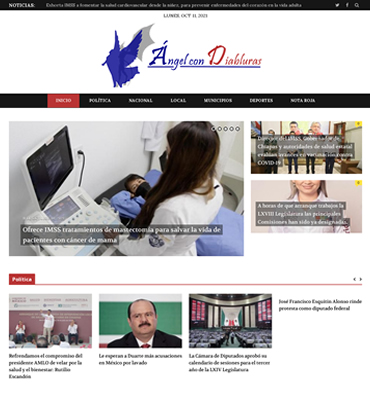 NOTICIAS:
Exhorta IMSS a fomentar la salud cardiovascular desde la niñez, para prevenir enfermedades del corazón en la vida adulta
LUNES, OCT 11, 2021
Ángel con Diabluras
INICIO POLÍTICA NACIONAL LOCAL MUNICIPIOS DEPORTES NOTA ROJA
Ofrece IMSS tratamientos de mastectomía para salvar la vida de
pacientes con cáncer de mama
Chiapas y autoridades de salud estatal
evalúan avances en vacunación contra
COVID-19
A horas de que arranquen trabajos la
LXVIII Legislatura las principales
Comisiones han sido ya designadas.
Política
Refrendamos el compromiso del
presidente AMLO de velar por la
salud y el bienestar: Rutilio
Escandón
Le esperan a Duarte más acusaciones
en México por lavado
La Cámara de Diputados aprobó su
calendario de sesiones para el tercer
año de la LXIV Legislatura
José Francisco Esquitín Alonso rinde
protesta como diputado federal